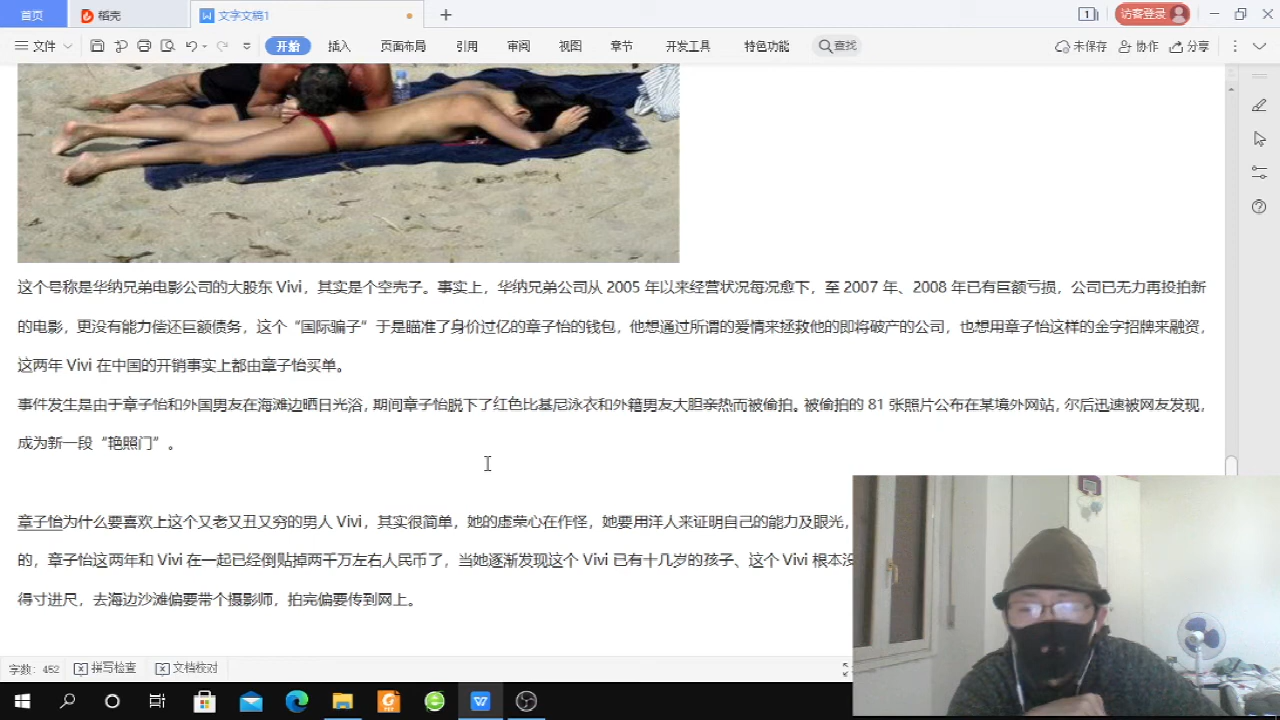 首页 稻壳 W 文字文稿1 + 1 访客登录
文件 开始 插入 页面布局 引用 审阅 视图 章节 开发工具 特色功能 查找 未保存 协作 分享
这个号称是华纳兄弟电影公司的大股东 Vivi，其实是个空壳子。事实上，华纳兄弟公司从 2005 年以来经营状况每况愈下，至 2007 年、2008 年已有巨额亏损，公司已无力再投拍新
的电影，更没有能力偿还巨额债务，这个“国际骗子”于是瞄准了身价过亿的章子怡的钱包，他想通过所谓的爱情来拯救他的即将破产的公司，也想用章子怡这样的金字招牌来融资，
这两年 Vivi 在中国的开销事实上都由章子怡买单。
事件发生是由于章子怡和外国男友在海滩边晒日光浴，期间章子怡脱下了红色比基尼泳衣和外籍男友大胆亲热而被偷拍。被偷拍的 81 张照片公布在某境外网站，尔后迅速被网友发现，
成为新一段“艳照门”。
章子怡为什么要喜欢上这个又老又丑又穷的男人 Vivi，其实很简单，她的虚荣心在作怪，她要用洋人来证明自己的能力及眼光，
的，章子怡这两年和 Vivi 在一起已经倒贴掉两千万左右人民币了，当她逐渐发现这个 Vivi 已有十几岁的孩子、这个 Vivi 根本没
得寸进尺，去海边沙滩偏要带个摄影师，拍完偏要传到网上。
字数: 452 拼写检查 文档校对
W